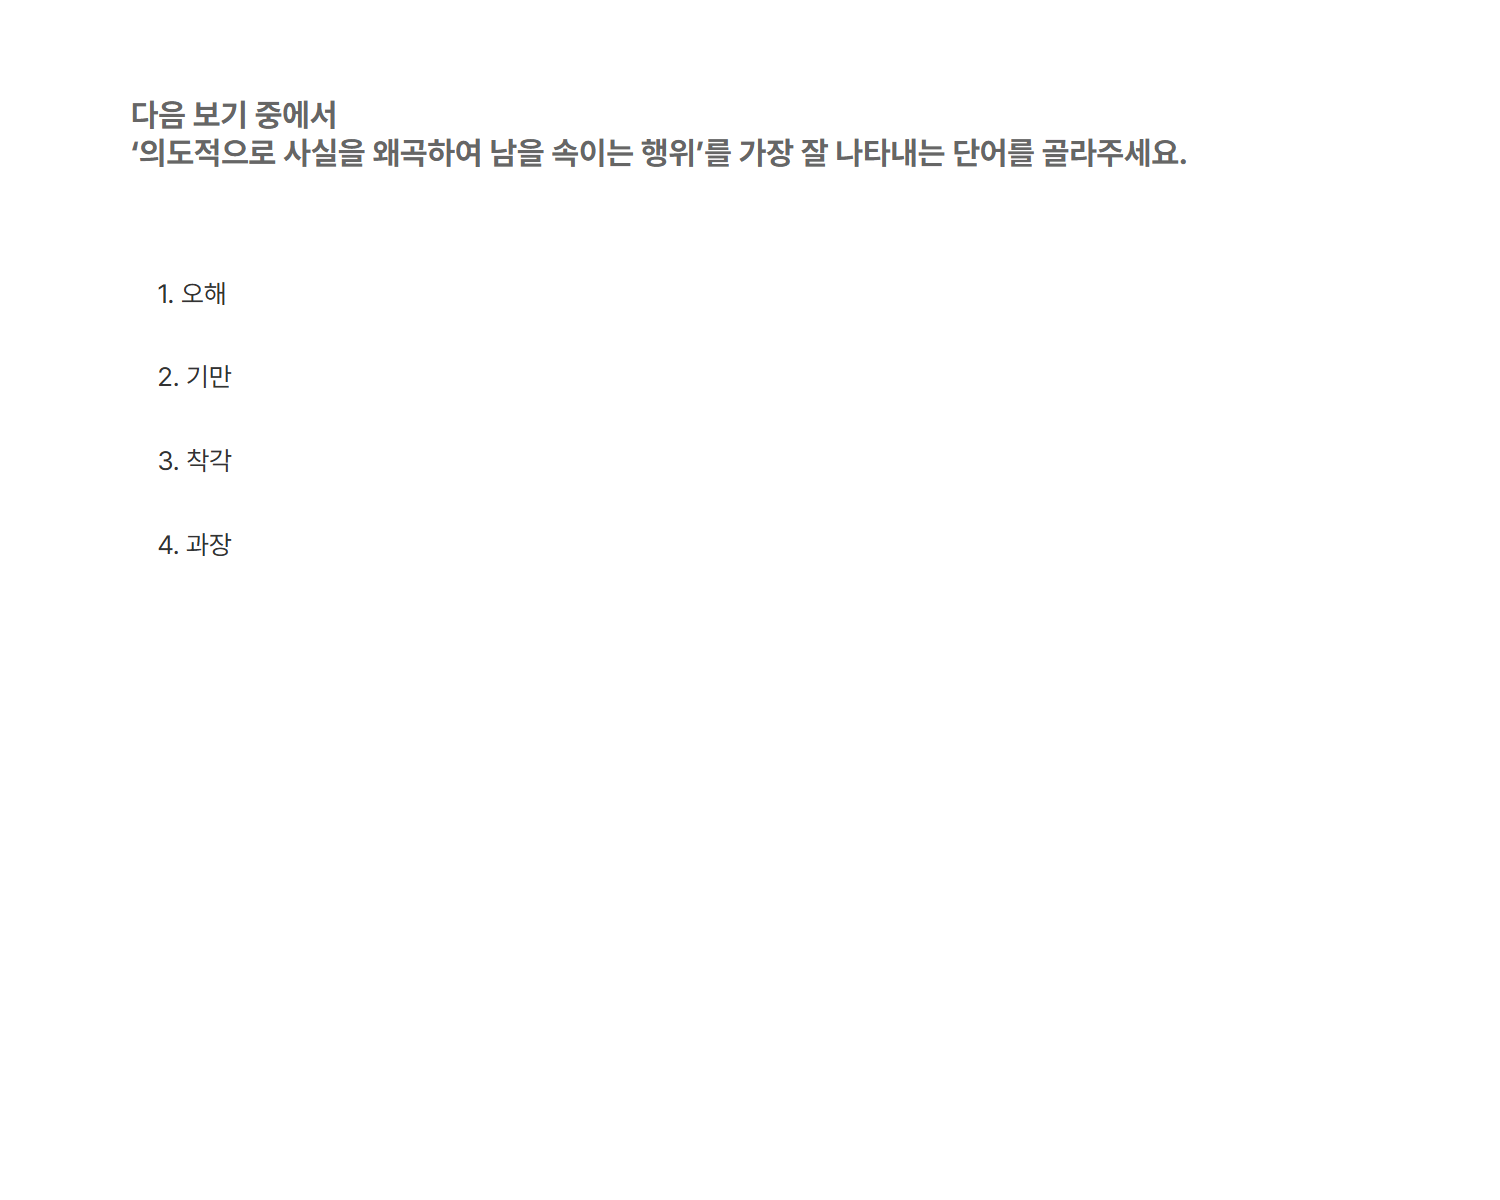 다음 보기 중에서
‘의도적으로 사실을 왜곡하여 남을 속이는 행위’를 가장 잘 나타내는 단어를 골라주세요.
1. 오해
2. 기만
3. 착각
4. 과장